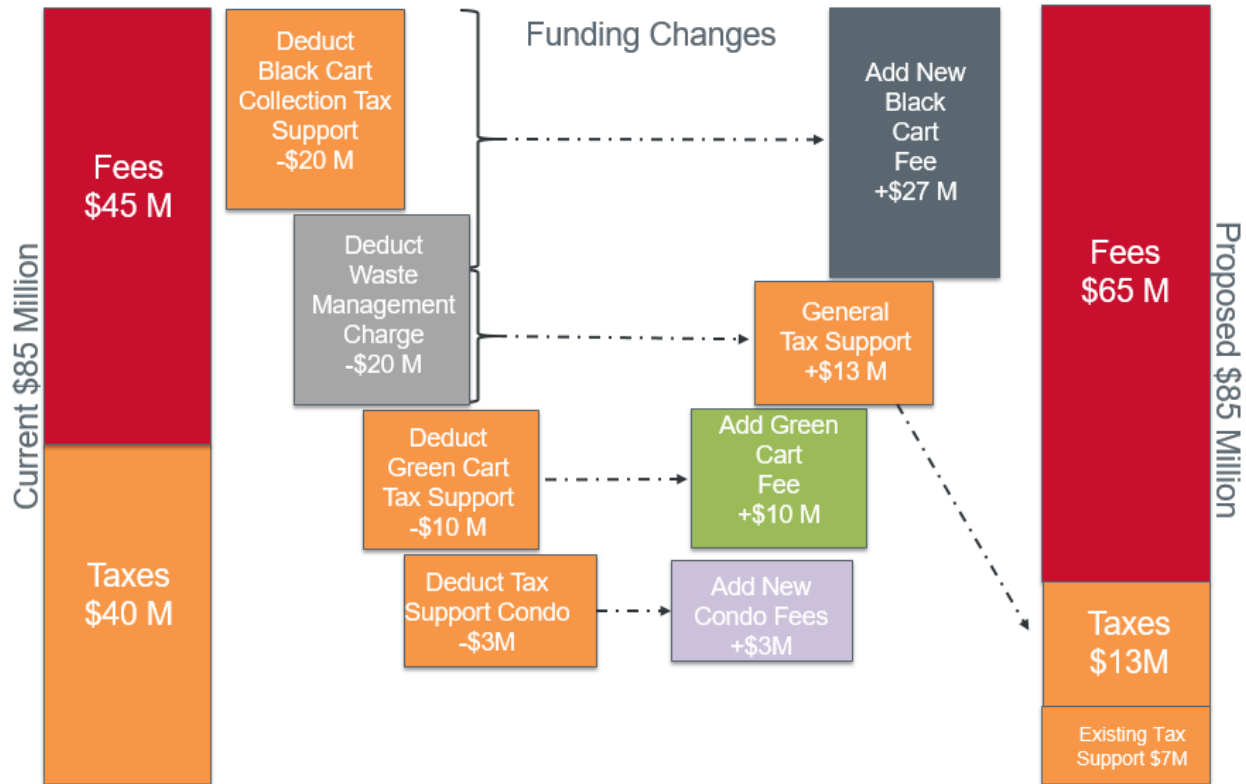 Funding Changes
Current $85 Million
Fees
$45 M
Taxes
$40 M
Deduct
Black Cart
Collection Tax
Support
-$20 M
Deduct
Waste
Management
Charge
-$20 M
Deduct
Green Cart
Tax Support
-$10 M
Deduct Tax
Support Condo
-$3M
Add New
Black
Cart
Fee
+$27 M
General
Tax Support
+$13 M
Add Green
Cart
Fee
+$10 M
Add New
Condo Fees
+$3M
Fees
$65 M
Taxes
$13M
Existing Tax
Support $7M
Proposed $85 Million